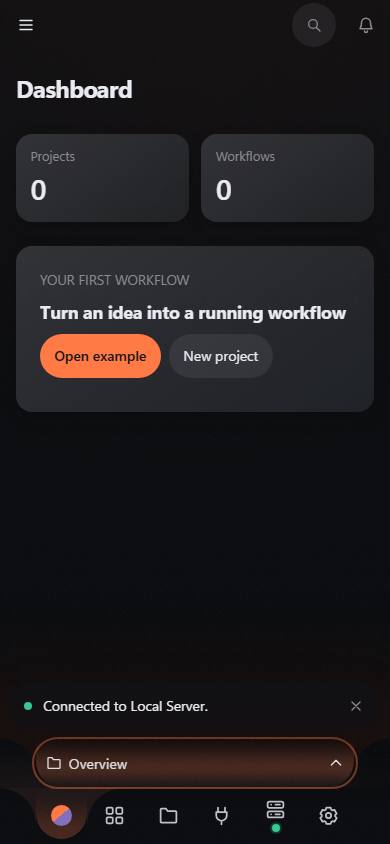 Dashboard
Projects
Workflows
0
0
YOUR FIRST WORKFLOW
Turn an idea into a running workflow
Open example
New project
Connected to Local Server.
Overview